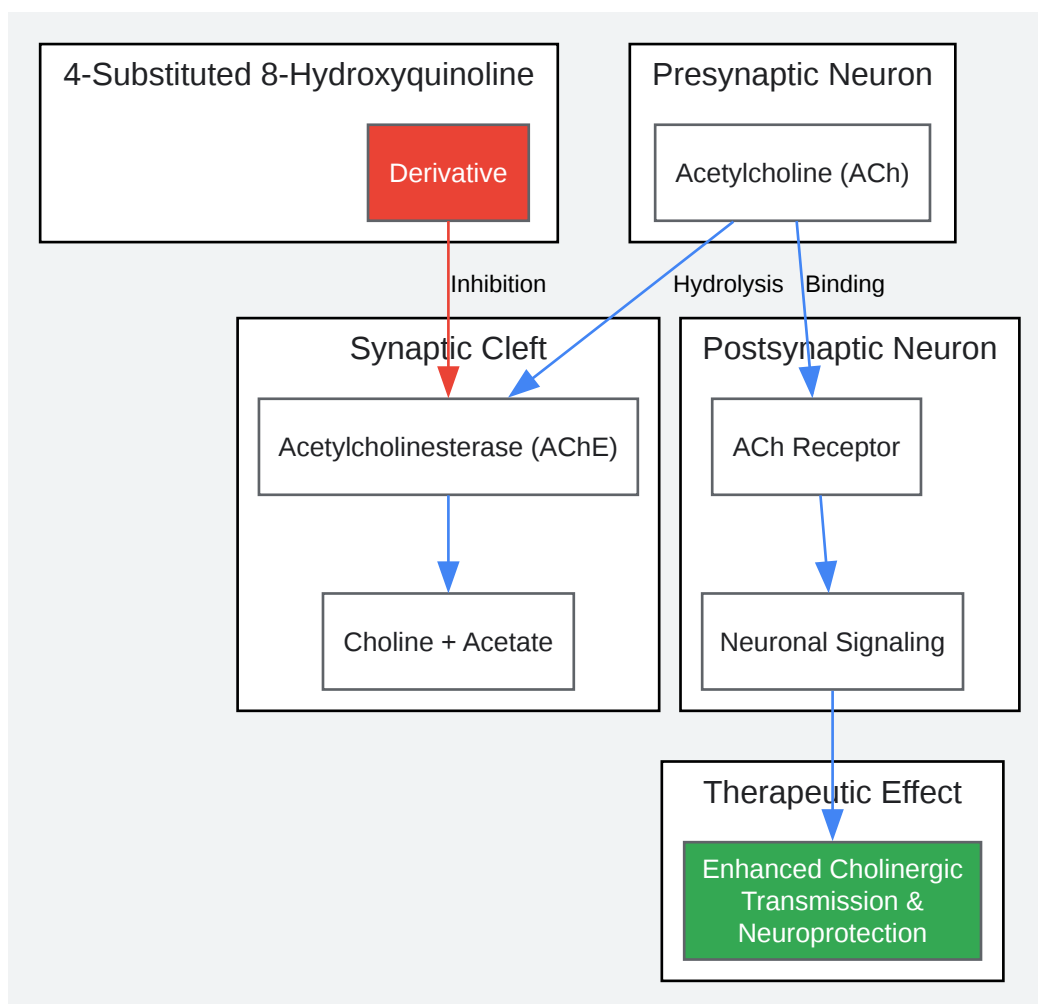 4-Substituted 8-Hydroxyquinoline
Derivative
Presynaptic Neuron
Acetylcholine (ACh)
Inhibition
Hydrolysis
Binding
Synaptic Cleft
Acetylcholinesterase (AChE)
Choline + Acetate
Postsynaptic Neuron
ACh Receptor
Neuronal Signaling
Therapeutic Effect
Enhanced Cholinergic
Transmission &
Neuroprotection